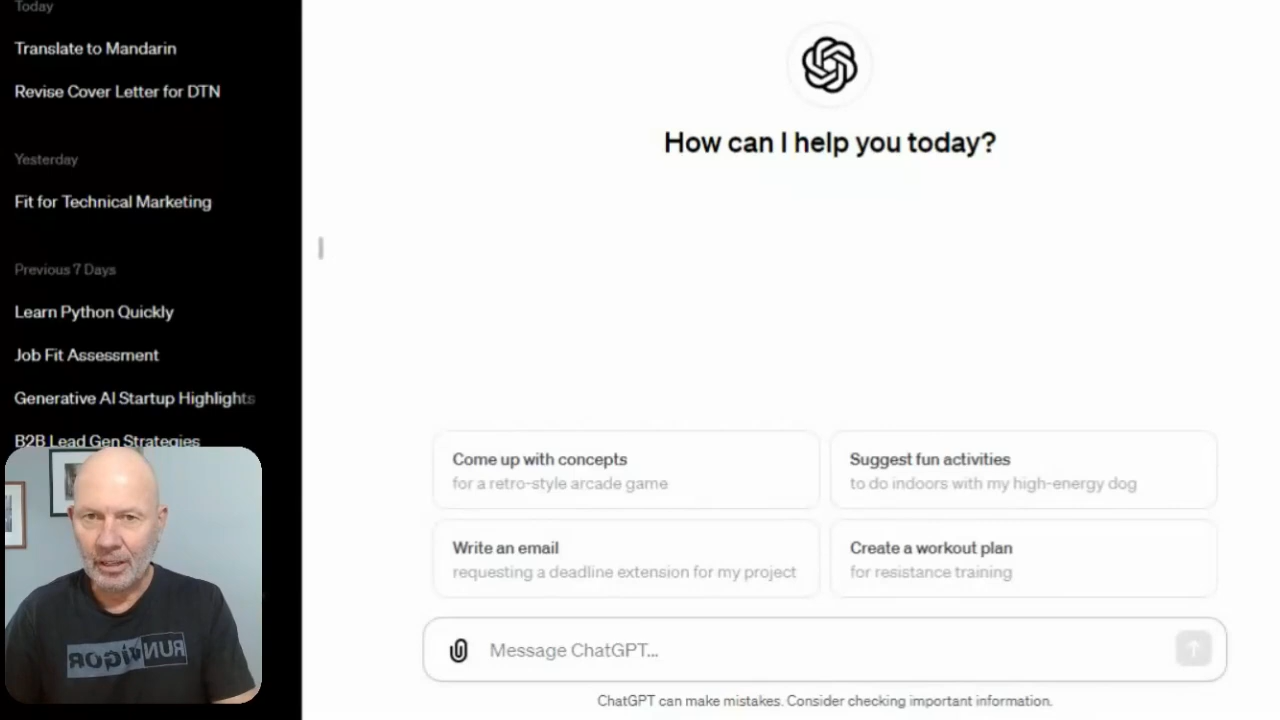 Today
Translate to Mandarin
Revise Cover Letter for DTN
Yesterday
Fit for Technical Marketing
Previous 7 Days
Learn Python Quickly
Job Fit Assessment
Generative AI Startup Highlights
B2B Lead Gen Strategies
RUN VIGOR
How can I help you today?
Come up with concepts
for a retro-style arcade game
Suggest fun activities
to do indoors with my high-energy dog
Write an email
requesting a deadline extension for my project
Create a workout plan
for resistance training
Message ChatGPT...
ChatGPT can make mistakes. Consider checking important information.